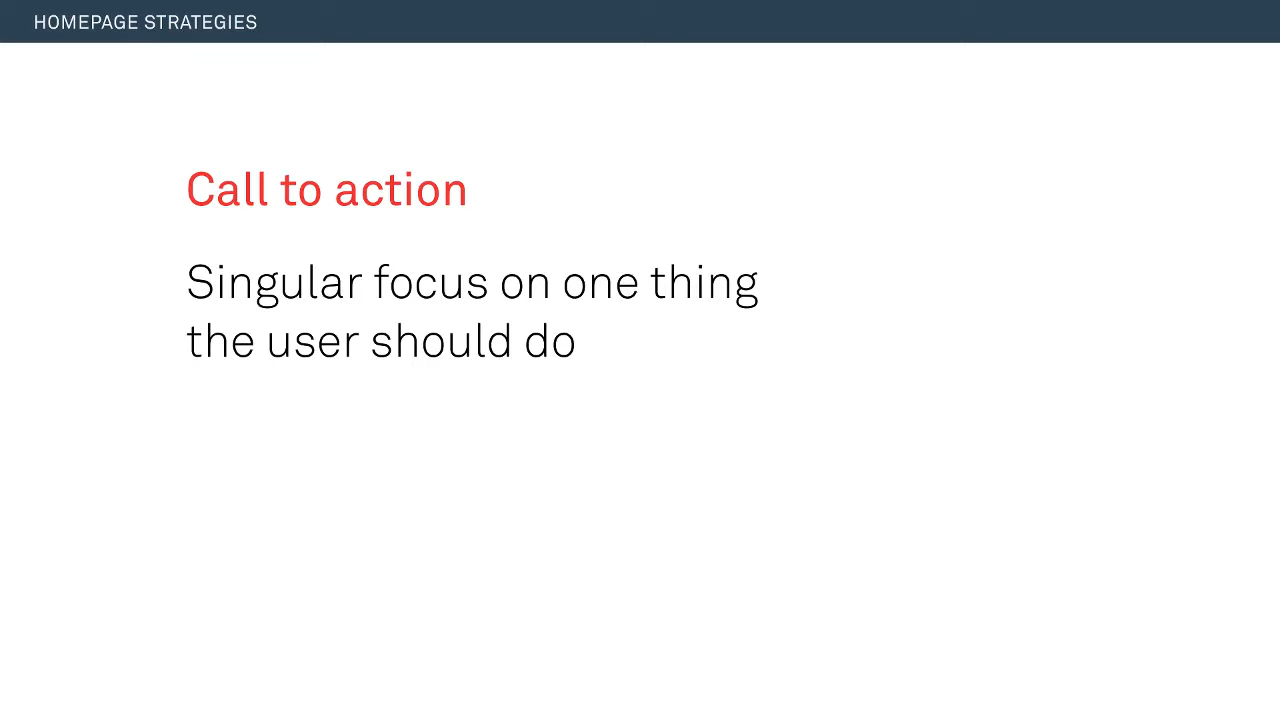 HOMEPAGE STRATEGIES
Call to action
Singular focus on one thing
the user should do